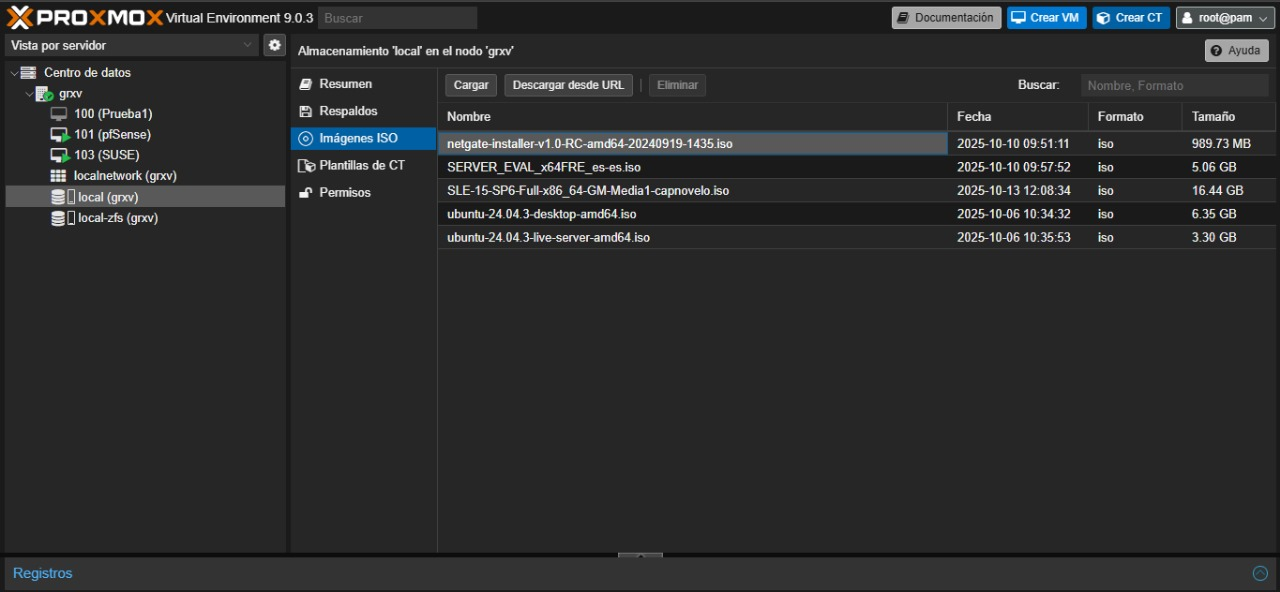 PROXMOX Virtual Environment 9.0.3 Buscar Documentación Crear VM Crear CT root@pam
Vista por servidor
Almacenamiento 'local' en el nodo 'grxv' Ayuda
Centro de datos
grxv
100 (Prueba1)
101 (pfSense)
103 (SUSE)
localnetwork (grxv)
local (grxv)
local-zfs (grxv)
Resumen
Respaldos
Imágenes ISO
Plantillas de CT
Permisos
Cargar Descargar desde URL | Eliminar Buscar: Nombre, Formato
Nombre Fecha Formato Tamaño
netgate-installer-v1.0-RC-amd64-20240919-1435.iso 2025-10-10 09:51:11 iso 989.73 MB
SERVER_EVAL_x64FRE_es-es.iso 2025-10-10 09:57:52 iso 5.06 GB
SLE-15-SP6-Full-x86_64-GM-Media1-capnovelo.iso 2025-10-13 12:08:34 iso 16.44 GB
ubuntu-24.04.3-desktop-amd64.iso 2025-10-06 10:34:32 iso 6.35 GB
ubuntu-24.04.3-live-server-amd64.iso 2025-10-06 10:35:53 iso 3.30 GB
Registros